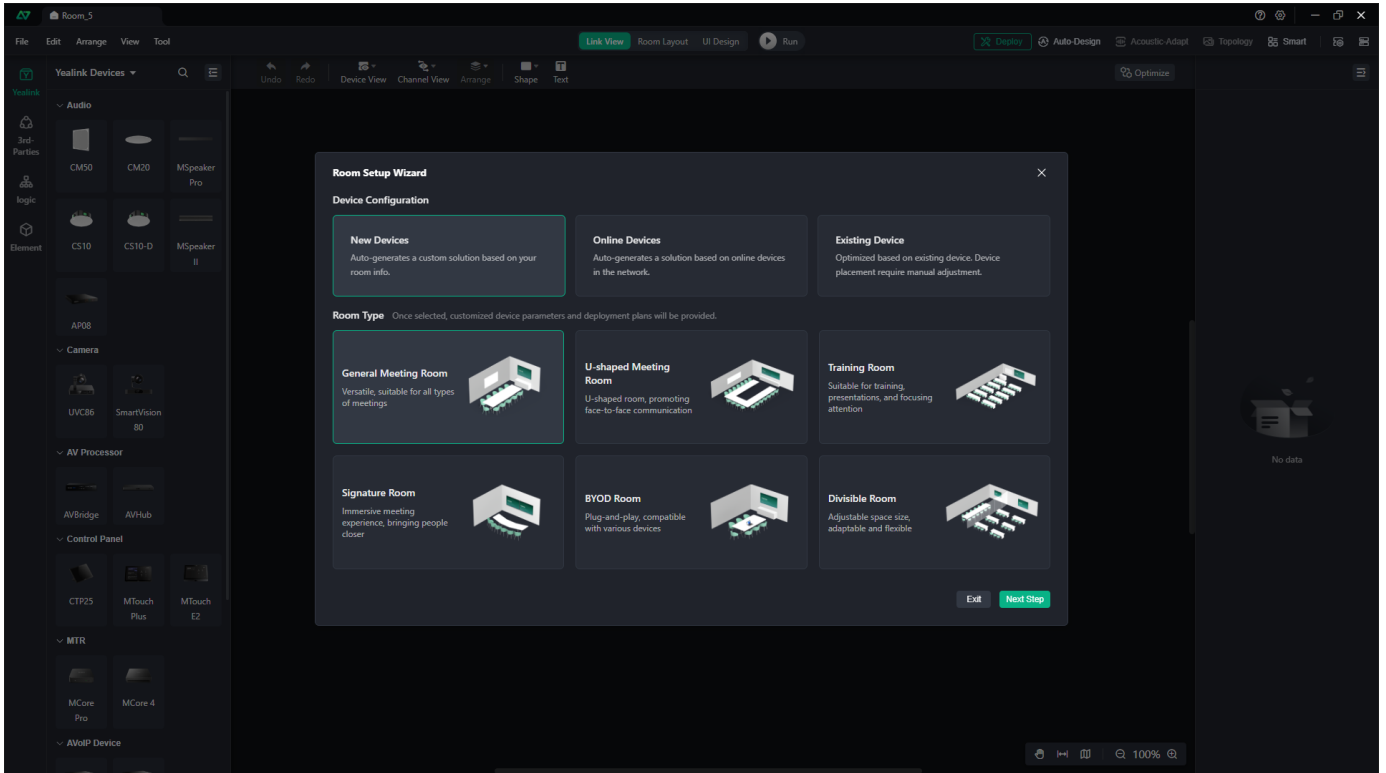 Room_5
File Edit Arrange View Tool
Link View Room Layout UI Design Run
Deploy Auto-Design Acoustic-Adapt Topology Smart
Yealink
3rd-
Parties
logic
Element
Yealink Devices
Undo Redo Device View Channel View Arrange Shape Text
Optimize
Audio
CM50 CM20 MSpeaker
Pro
CS10 CS10-D MSpeaker
II
AP08
Camera
UVC86 SmartVision
80
AV Processor
AVBridge AVHub
Control Panel
CTP25 MTouch MTouch
Plus E2
MTR
MCore MCore 4
Pro
AVoIP Device
Room Setup Wizard
Device Configuration
New Devices
Auto-generates a custom solution based on your
room info.
Online Devices
Auto-generates a solution based on online devices
in the network.
Existing Device
Optimized based on existing device. Device
placement require manual adjustment.
Room Type Once selected, customized device parameters and deployment plans will be provided.
General Meeting Room
Versatile, suitable for all types
of meetings
U-shaped Meeting
Room
U-shaped room, promoting
face-to-face communication
Training Room
Suitable for training,
presentations, and focusing
attention
Signature Room
Immersive meeting
experience, bringing people
closer
BYOD Room
Plug-and-play, compatible
with various devices
Divisible Room
Adjustable space size,
adaptable and flexible
Exit Next Step
No data
100%